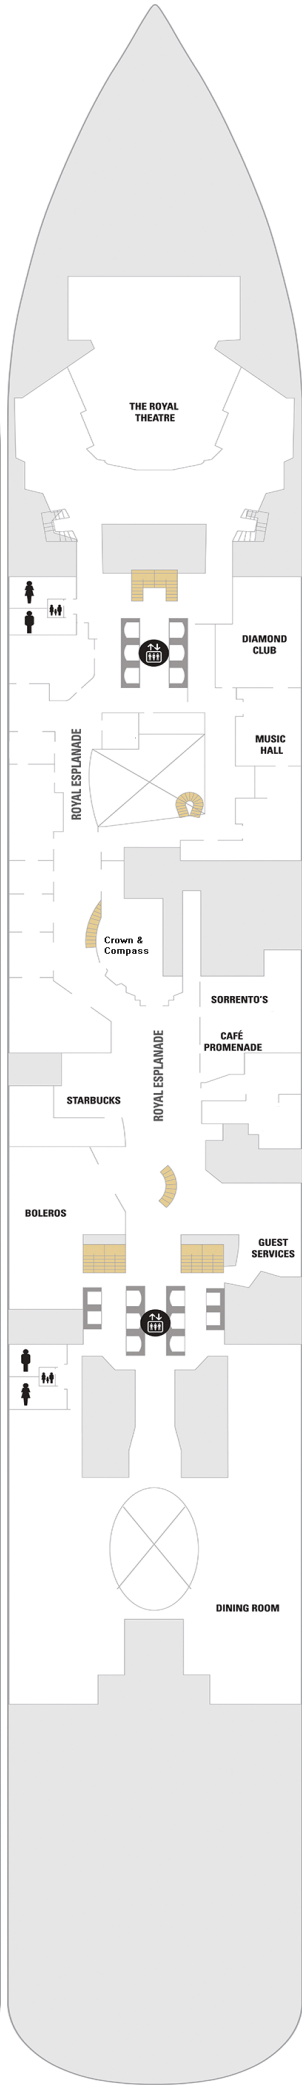 THE ROYAL
THEATRE
DIAMOND
CLUB
MUSIC
HALL
ROYAL ESPLANADE
Crown &
Compass
SORRENTO'S
CAFÉ
PROMENADE
ROYAL ESPLANADE
STARBUCKS
BOLEROS
GUEST
SERVICES
DINING ROOM